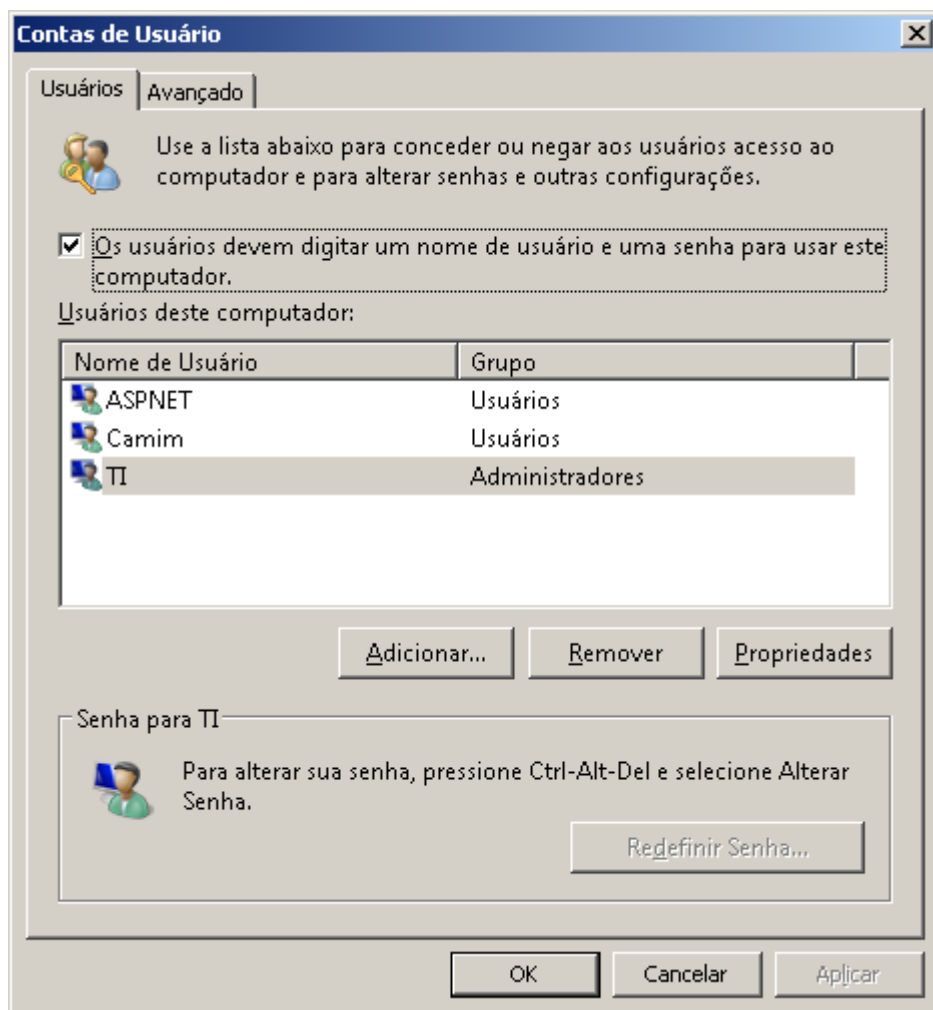 Contas de Usuário
Usuários
Avançado
Use a lista abaixo para conceder ou negar aos usuários acesso ao
computador e para alterar senhas e outras configurações.
Os usuários devem digitar um nome de usuário e uma senha para usar este
computador.
Usuários deste computador:
Nome de Usuário Grupo
ASPNET Usuários
Camim Usuários
TI Administradores
Adicionar... Remover Propriedades
Senha para TI
Para alterar sua senha, pressione Ctrl-Alt-Del e selecione Alterar
Senha.
Redefinir Senha...
OK Cancelar Aplicar